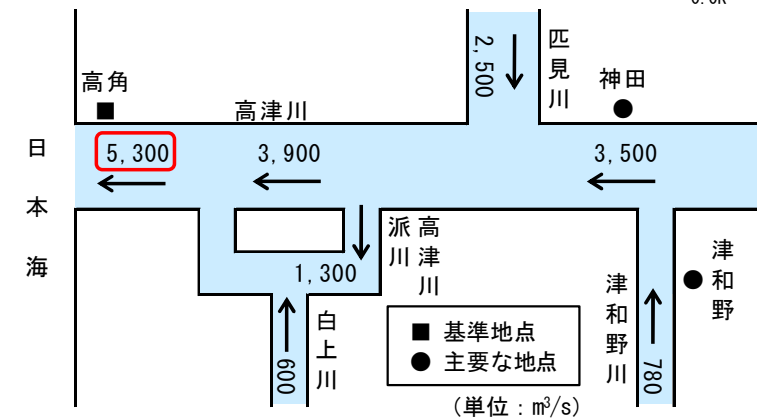 匹見川
2,500
神田
高角
高津川
日本海
5,300
3,900
3,500
派川
高津川
1,300
津和野
津和野川
白上川
■ 基準地点
● 主要な地点
600
780
(単位：m³/s)